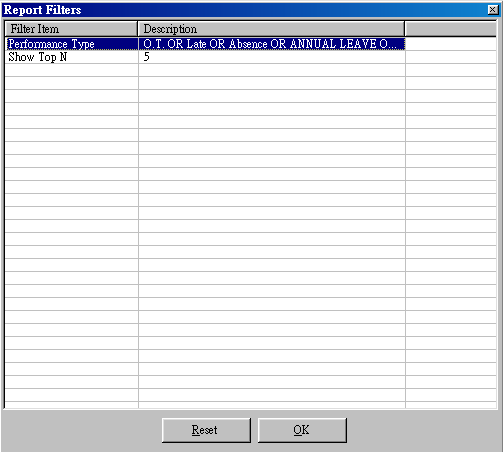 Report Filters
Filter Item Description
Performance Type O.T. OR Late OR Absence OR ANNUAL LEAVE O...
Show Top N 5
Reset OK